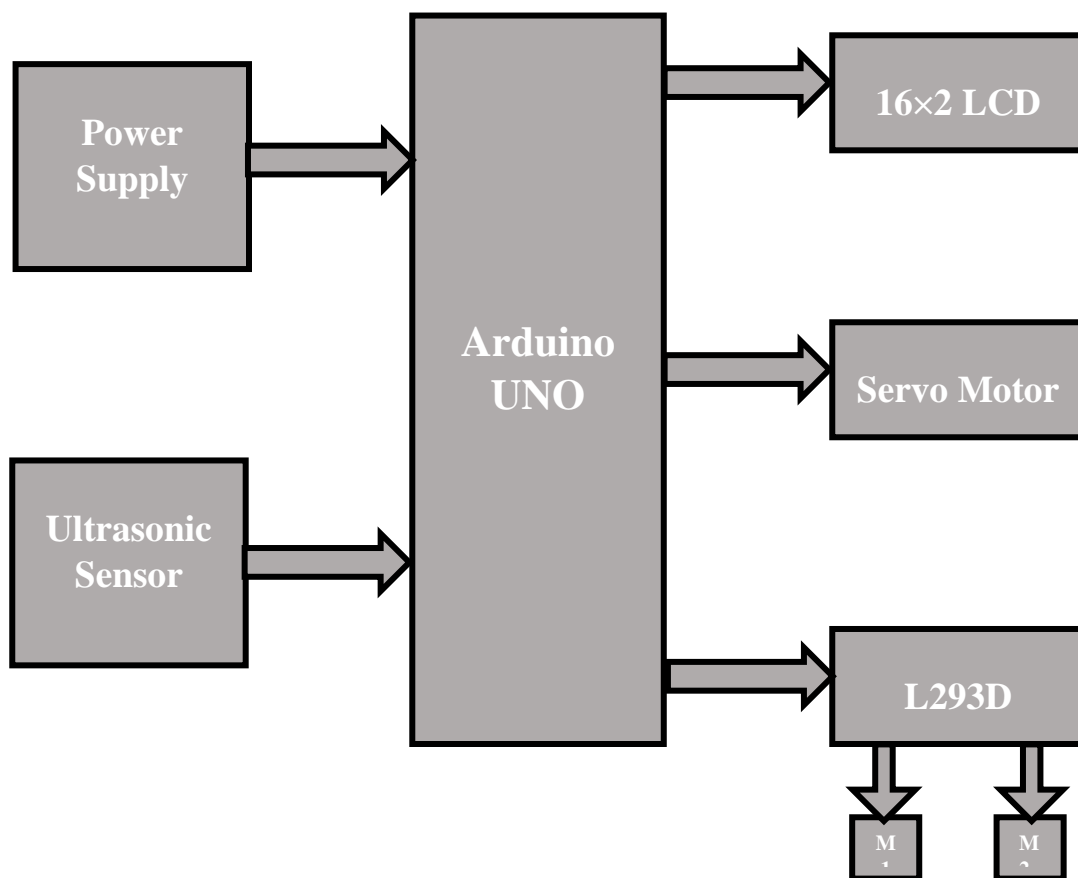 Power
Supply
Ultrasonic
Sensor
Arduino
UNO
16×2 LCD
Servo Motor
L293D
M
M